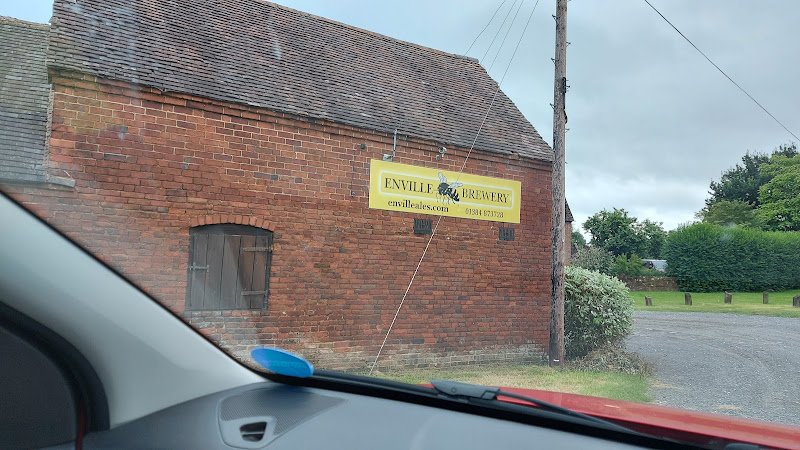 ENVILLE BREWERY
envilleales.com 01384 873728